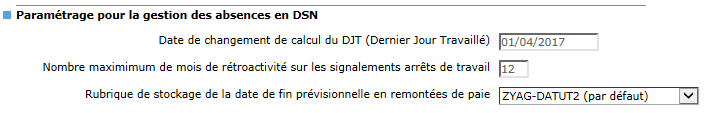 Paramétrage pour la gestion des absences en DSN
Date de changement de calcul du DJT (Dernier Jour Travaillé) 01/04/2017
Nombre maximimum de mois de rétroactivité sur les signalements arrêts de travail 12
Rubrique de stockage de la date de fin prévisionnelle en remontées de paie ZYAG-DATUT2 (par défaut)